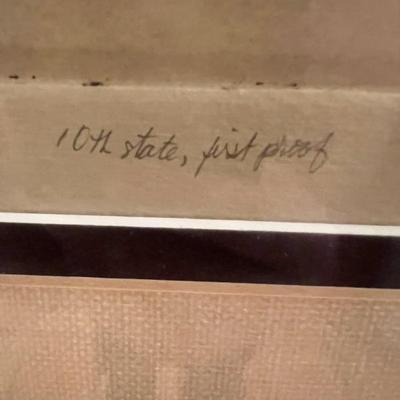 10th state, first proof